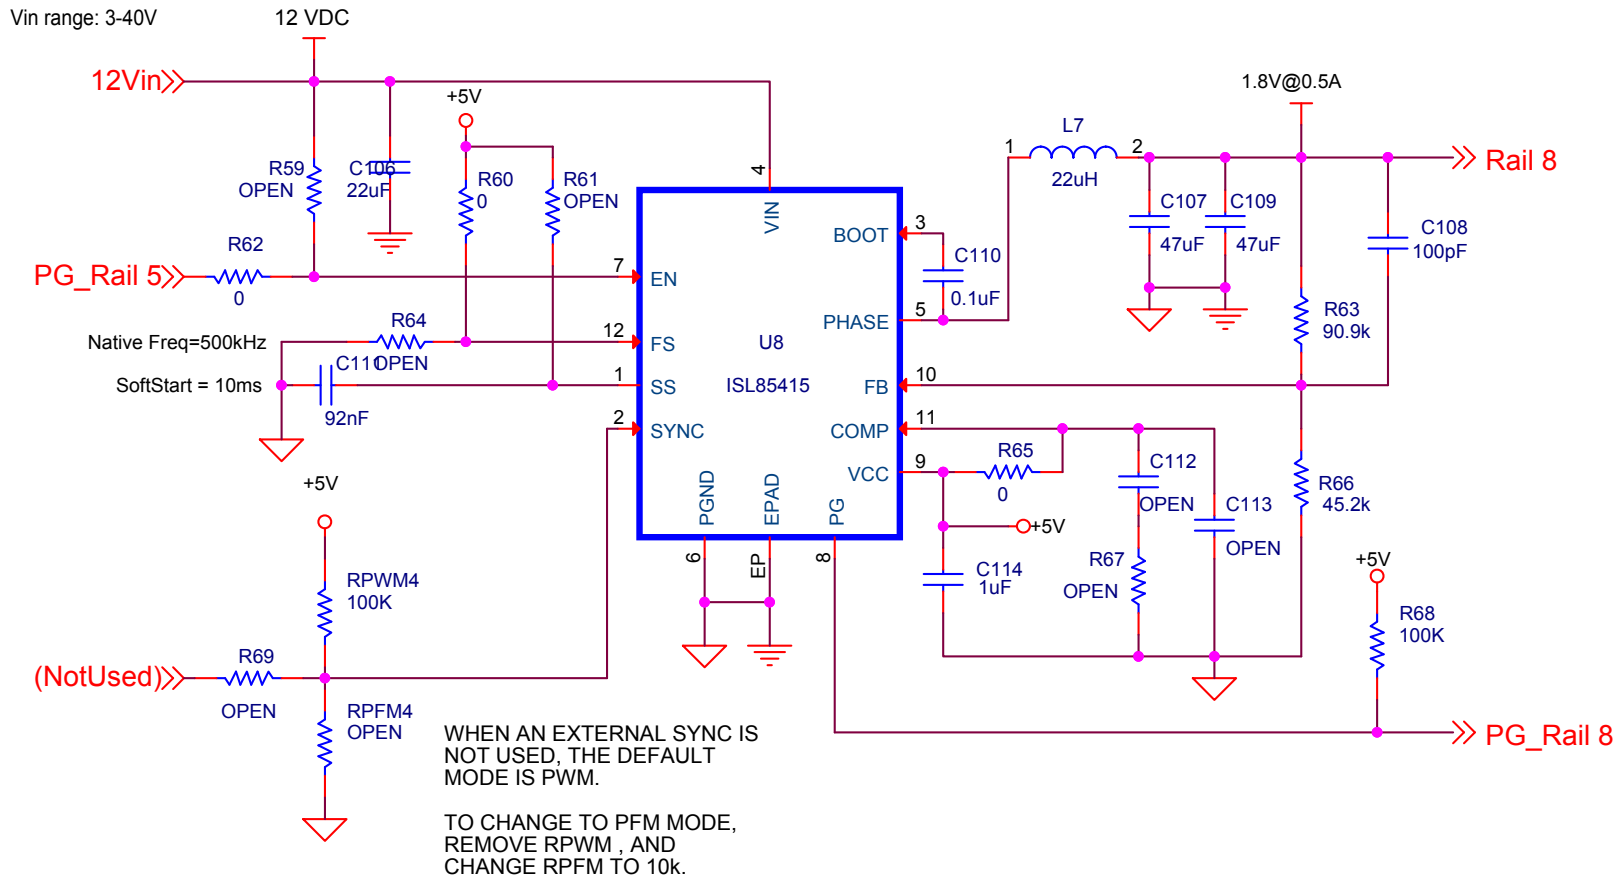 Vin range: 3-40V
12 VDC
12Vin
+5V
1.8V@0.5A
R59
OPEN
C106
22uF
R60
0
R61
OPEN
4
VIN
1
L7
2
22uH
Rail 8
C107
47uF
C109
47uF
C108
100pF
3
BOOT
C110
0.1uF
R62
0
PG_Rail 5
7
EN
5
PHASE
R63
90.9k
Native Freq=500kHz
R64
OPEN
12
FS
U8
ISL85415
SoftStart = 10ms
C111
92nF
1
SS
10
FB
2
SYNC
11
COMP
9
VCC
R65
0
C112
OPEN
C113
OPEN
R66
45.2k
+5V
PGND
EPAD
PG
6
EP
8
+5V
C114
1uF
R67
OPEN
+5V
RPWM4
100K
R68
100K
(NotUsed)
R69
OPEN
RPFM4
OPEN
PG_Rail 8
WHEN AN EXTERNAL SYNC IS
NOT USED, THE DEFAULT
MODE IS PWM.
TO CHANGE TO PFM MODE,
REMOVE RPWM , AND
CHANGE RPFM TO 10k.